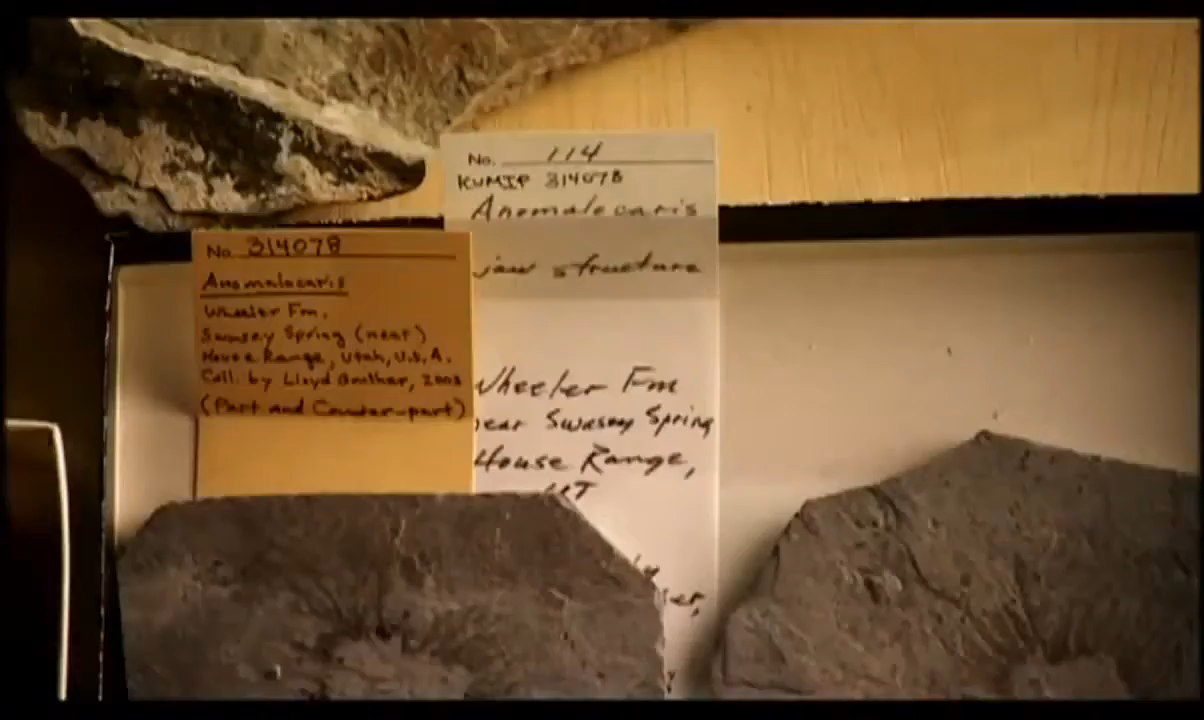 No. 114
KUMIP 314078
Anomalocaris
jaw structure
Wheeler Fm
near Swasey Spring
House Range,
UT
No. 314078
Anomalocaris
Wheeler Fm.
Swasey Spring (near)
House Range, Utah, U.S.A.
Coll. by Lloyd Gunther, 2003
(Part and Counter-part)